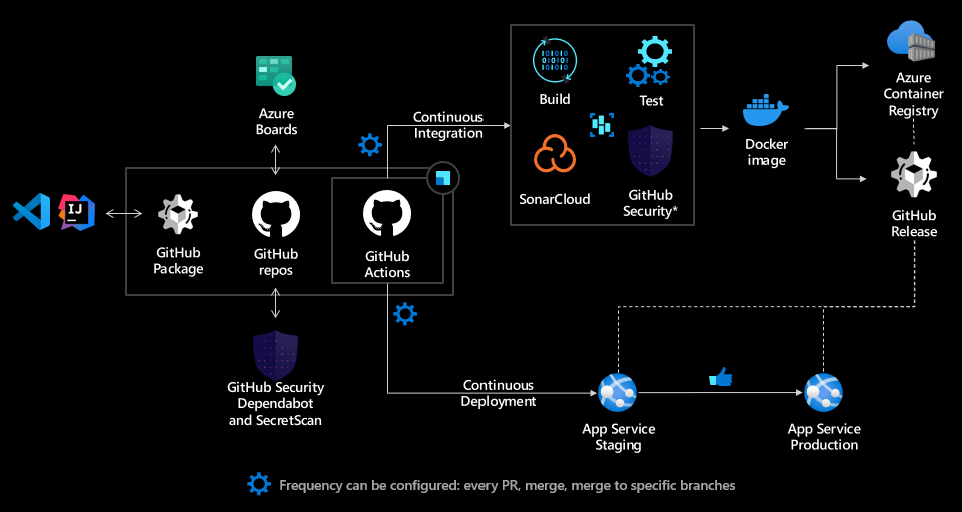 Azure
Boards
Continuous
Integration
Build
Test
SonarCloud
GitHub
Security*
Docker
image
Azure
Container
Registry
GitHub
Release
IJ
GitHub
Package
GitHub
repos
GitHub
Actions
GitHub Security
Dependabot
and SecretScan
Continuous
Deployment
App Service
Staging
App Service
Production
Frequency can be configured: every PR, merge, merge to specific branches